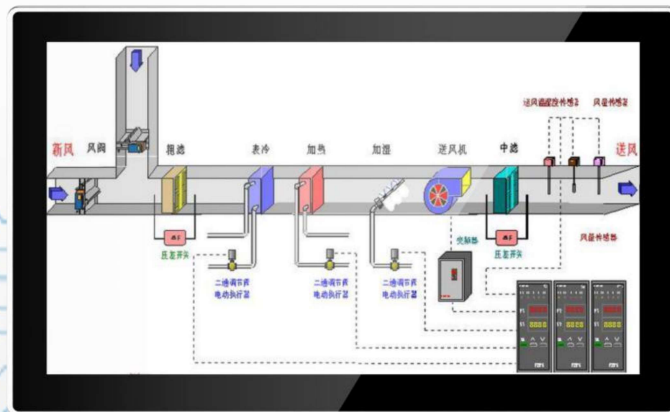 送风温湿度传感器 风量传感器
新风 风阀 粗滤 表冷 加热 加湿 送风机 中滤 送风
变频器 风量传感器
压差开关 压差开关
二通调节阀 二通调节阀 二通调节阀
电动执行器 电动执行器 电动执行器